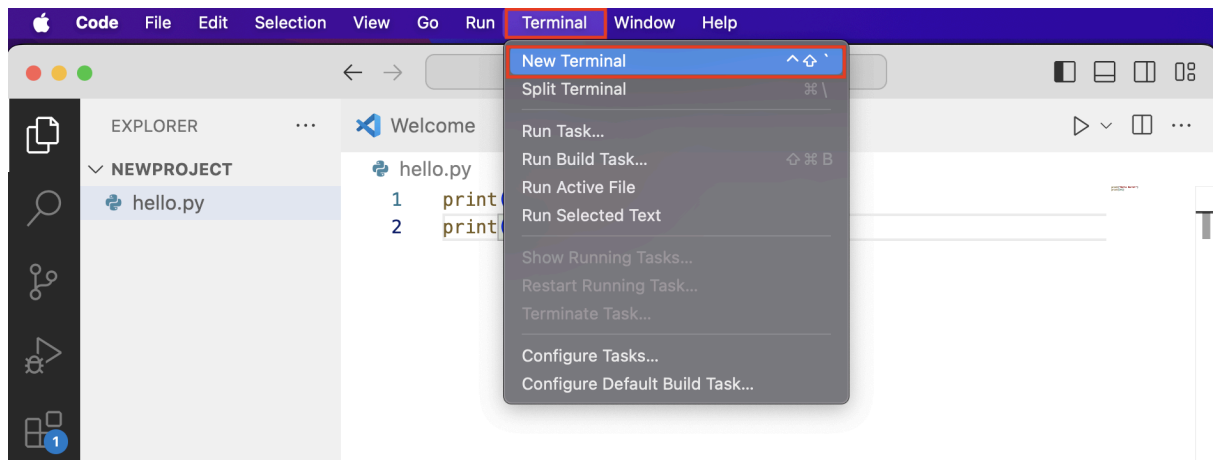 Code File Edit Selection View Go Run Terminal Window Help
New Terminal ^⇧`
Split Terminal ⌘\
EXPLORER ...
Welcome
Run Task...
NEWPROJECT
hello.py
Run Build Task... ⇧⌘B
hello.py
1 print(
Run Active File
2 print(
Run Selected Text
Show Running Tasks...
Restart Running Task...
Terminate Task...
Configure Tasks...
Configure Default Build Task...
1